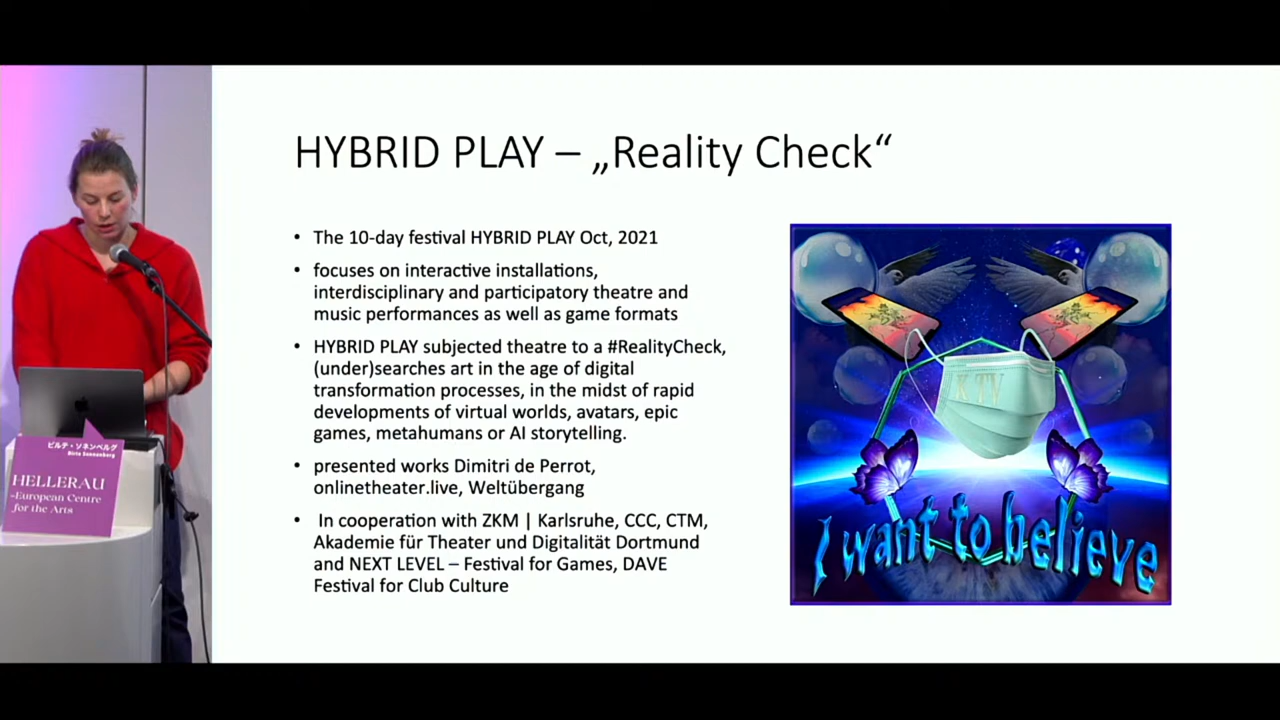 HYBRID PLAY – „Reality Check“
• The 10-day festival HYBRID PLAY Oct, 2021
• focuses on interactive installations,
interdisciplinary and participatory theatre and
music performances as well as game formats
• HYBRID PLAY subjected theatre to a #RealityCheck,
(under)searches art in the age of digital
transformation processes, in the midst of rapid
developments of virtual worlds, avatars, epic
games, metahumans or AI storytelling.
• presented works Dimitri de Perrot,
onlinetheater.live, Weltübergang
• In cooperation with ZKM | Karlsruhe, CCC, CTM,
Akademie für Theater und Digitalität Dortmund
and NEXT LEVEL – Festival for Games, DAVE
Festival for Club Culture
K TV
I want to believe
ビルテ・ソネンベルグ
Birte Sonnenberg
HELLERAU
-European Centre
for the Arts